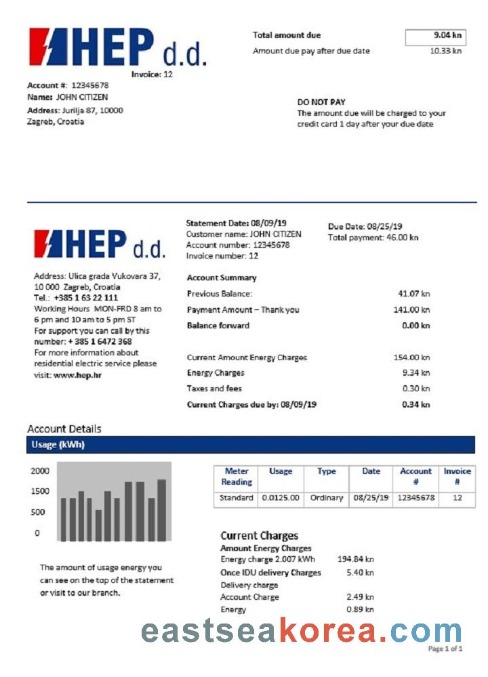 HEP d.d.
Invoice: 12
Account #: 12345678
Name: JOHN CITIZEN
Address: Jurilja 87, 10000
Zagreb, Croatia
Total amount due 9.04 kn
Amount due pay after due date 10.33 kn
DO NOT PAY
The amount due will be charged to your
credit card 1 day after your due date
HEP d.d.
Address: Ulica grada Vukovara 37,
10 000 Zagreb, Croatia
Tel.: +385 1 63 22 111
Working Hours MON-FRD 8 am to
6 pm and 10 am to 5 pm ST
For support you can call by this
number: + 385 1 6472 368
For more information about
residential electric service please
visit: www.hep.hr
Statement Date: 08/09/19
Customer name: JOHN CITIZEN
Account number: 12345678
Invoice number: 12
Due Date: 08/25/19
Total payment: 46.00 kn
Account Summary
Previous Balance: 41.07 kn
Payment Amount – Thank you 141.00 kn
Balance forward 0.00 kn
Current Amount Energy Charges 154.00 kn
Energy Charges 9.34 kn
Taxes and fees 0.30 kn
Current Charges due by: 08/09/19 0.34 kn
Account Details
Usage (kWh)
2000
1500
500
0
The amount of usage energy you
can see on the top of the statement
or visit to our branch.
Meter Reading Usage Type Date Account # Invoice #
Standard 0.0125.00 Ordinary 08/25/19 12345678 12
Current Charges
Amount Energy Charges
Energy charge 2.007 kWh 194.84 kn
Once IDU delivery Charges 5.40 kn
Delivery charge
Account Charge 2.49 kn
Energy 0.89 kn
eastseakorea.com
Page 1 of 1